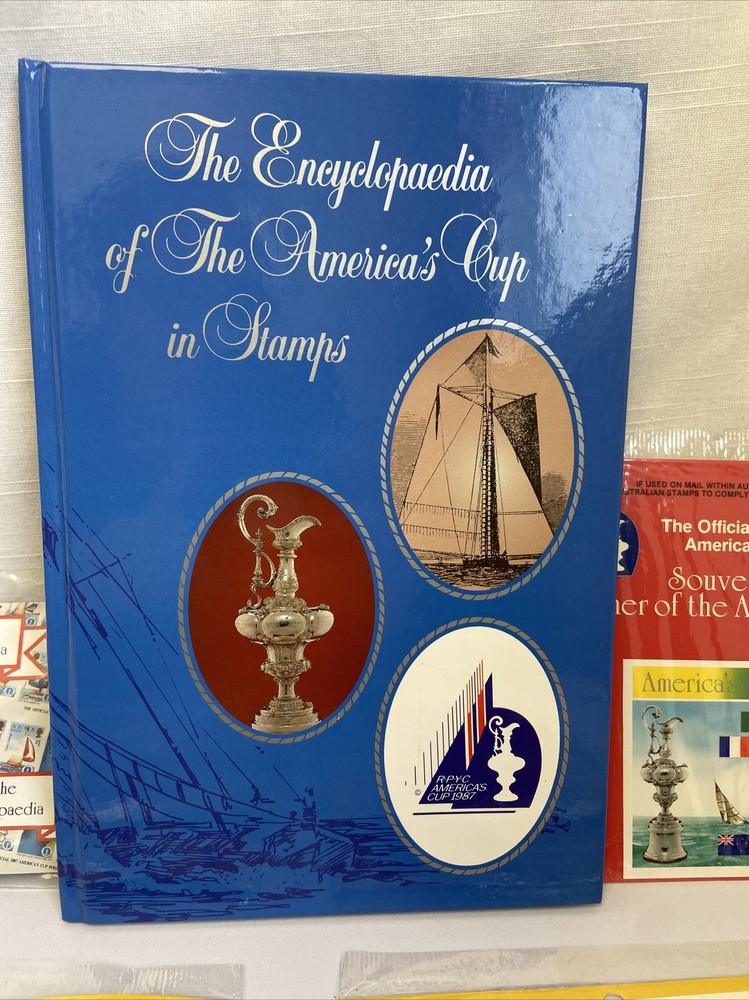 The Encyclopaedia
of The America's Cup
in Stamps
R·P·Y·C
AMERICA'S
CUP 1987
©
IF USED ON MAIL WITHIN AU
STRALIAN STAMPS TO COMPLY
The Officia
America
Souve
ner of the A
America's
he
paedia